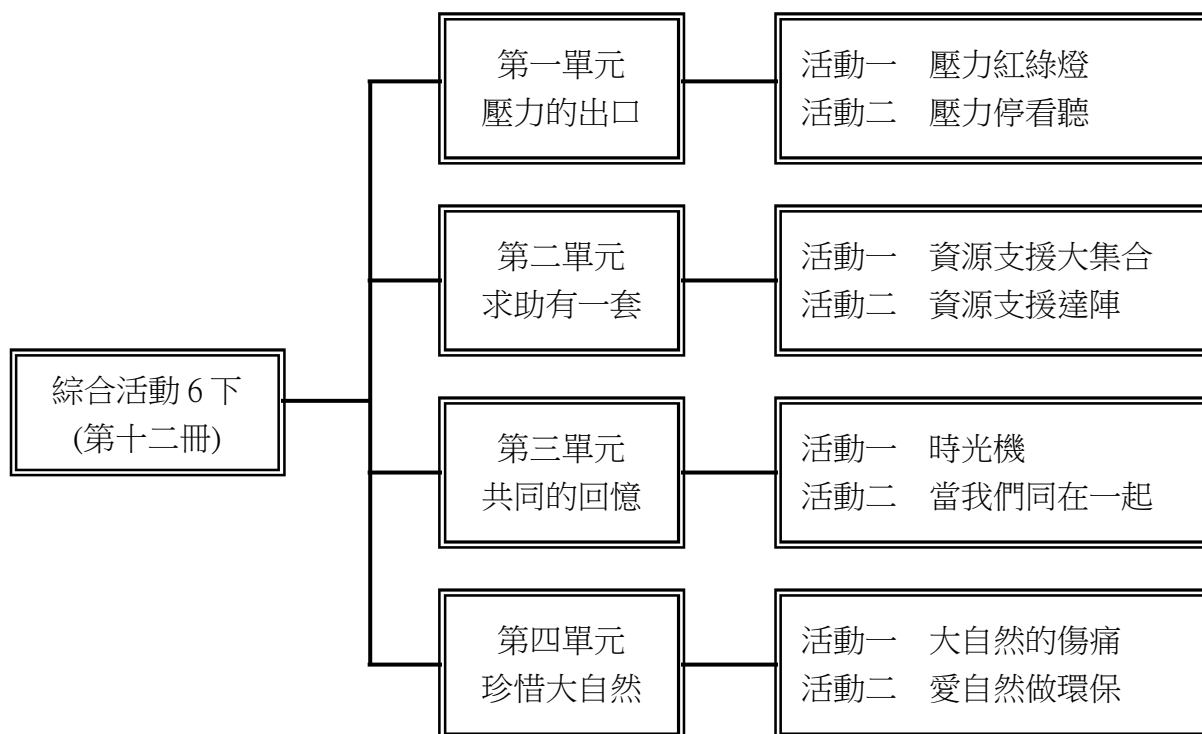 綜合活動 6 下
(第十二冊)
第一單元
壓力的出口
活動一　壓力紅綠燈
活動二　壓力停看聽
第二單元
求助有一套
活動一　資源支援大集合
活動二　資源支援達陣
第三單元
共同的回憶
活動一　時光機
活動二　當我們同在一起
第四單元
珍惜大自然
活動一　大自然的傷痛
活動二　愛自然做環保